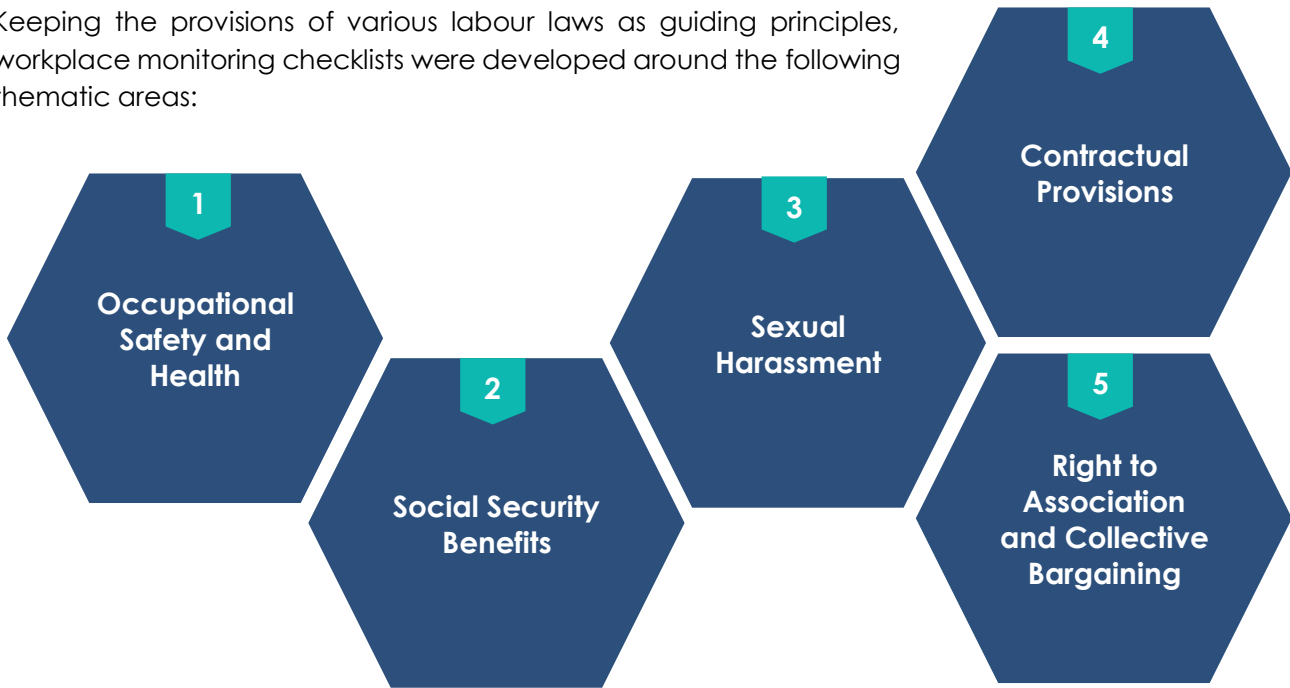 Keeping the provisions of various labour laws as guiding principles,
workplace monitoring checklists were developed around the following
thematic areas:
1
Occupational
Safety and
Health
2
Social Security
Benefits
3
Sexual
Harassment
4
Contractual
Provisions
5
Right to
Association
and Collective
Bargaining